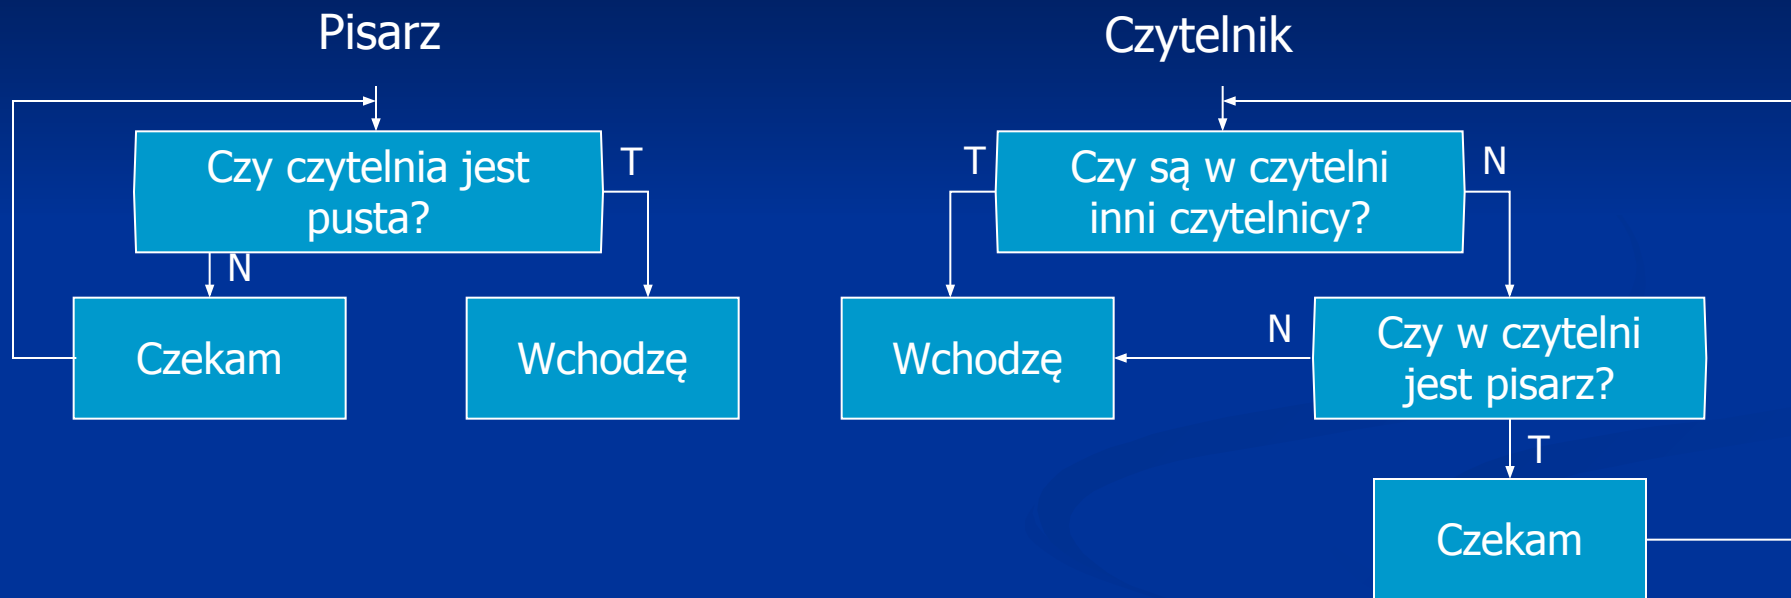 Pisarz
Czy czytelnia jest
pusta?
T
N
Czekam
Wchodzę
Czytelnik
T
Czy są w czytelni
inni czytelnicy?
N
Wchodzę
N
Czy w czytelni
jest pisarz?
T
Czekam